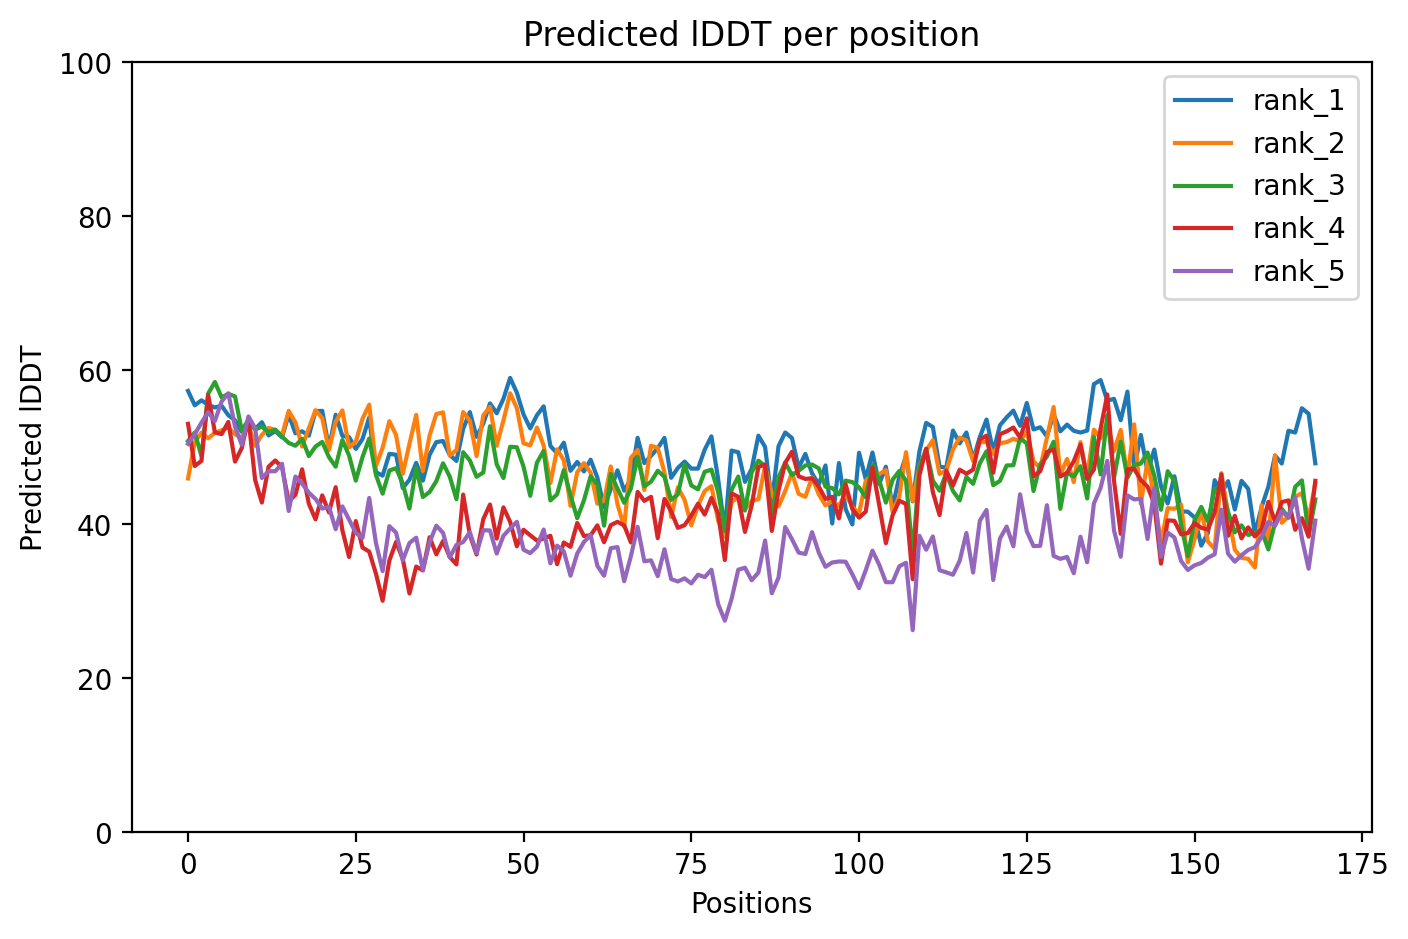 Predicted lDDT per position
100
80
60
40
20
0
Predicted lDDT
0 25 50 75 100 125 150 175
Positions
rank_1
rank_2
rank_3
rank_4
rank_5